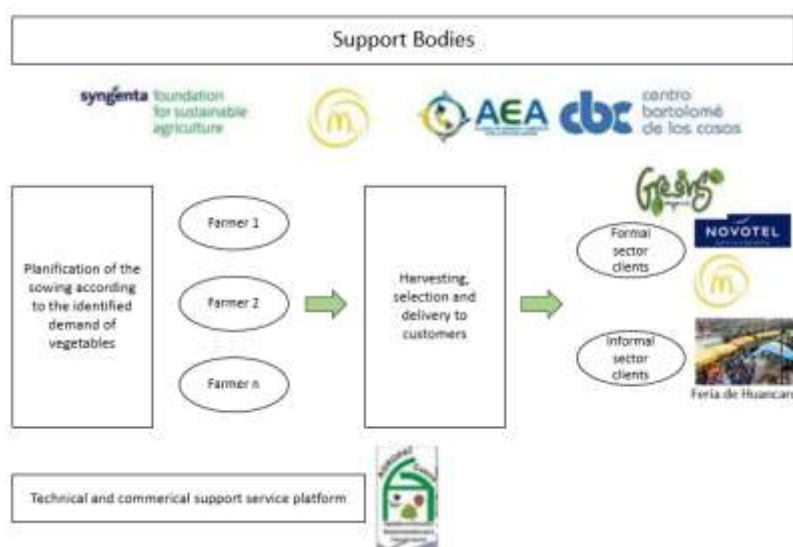 Support Bodies
syngenta foundation
for sustainable
agriculture
m
AEA
cbc centro
bartolomé
de los casas
Greens
NOVOTEL
Planification of the
sowing according
to the identified
demand of
vegetables
Farmer 1
Farmer 2
Farmer n
Harvesting,
selection and
delivery to
customers
Formal
sector
clients
m
Informal
sector
clients
Feria de Huancaro
Technical and commerical support service platform